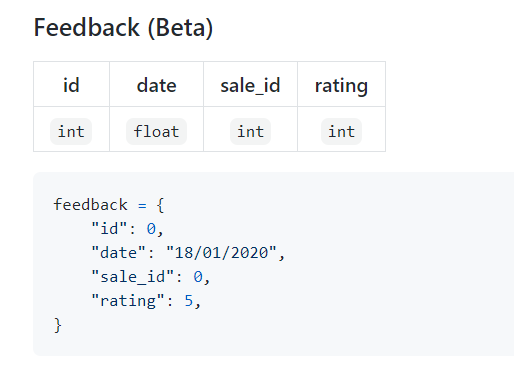 Feedback (Beta)
id date sale_id rating
int float int int
feedback = {
    "id": 0,
    "date": "18/01/2020",
    "sale_id": 0,
    "rating": 5,
}